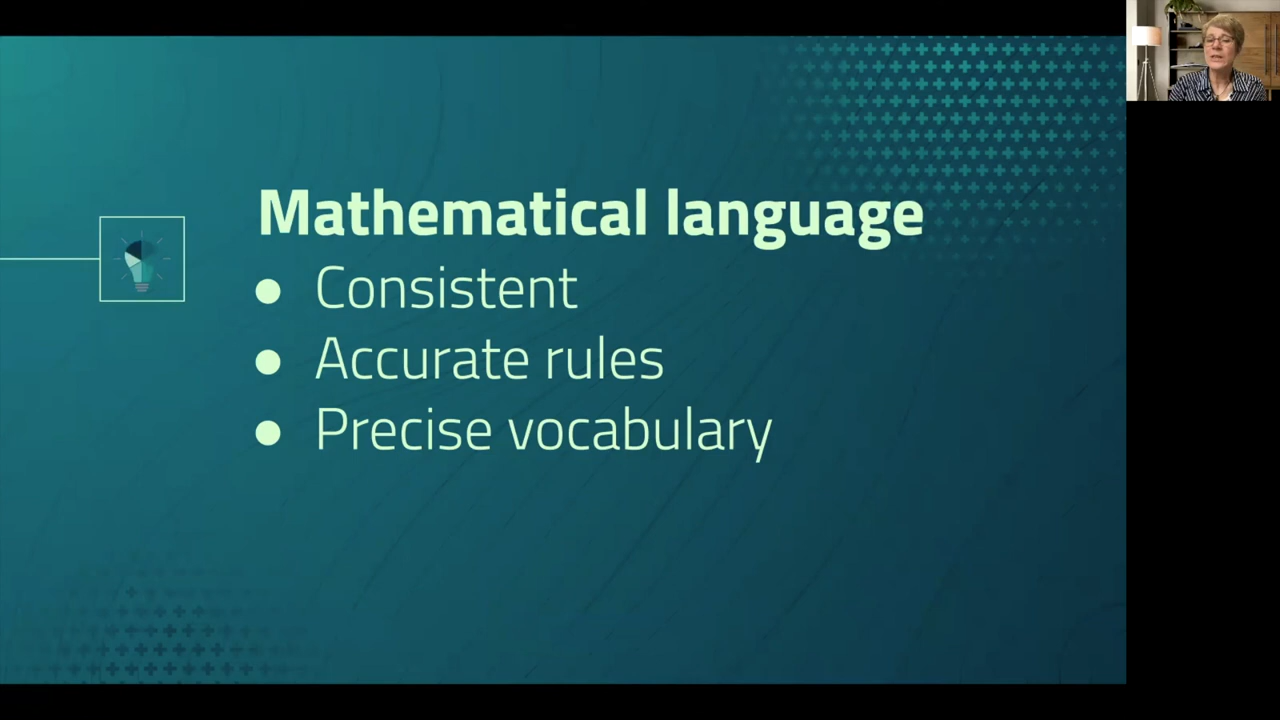 Mathematical language
● Consistent
● Accurate rules
● Precise vocabulary